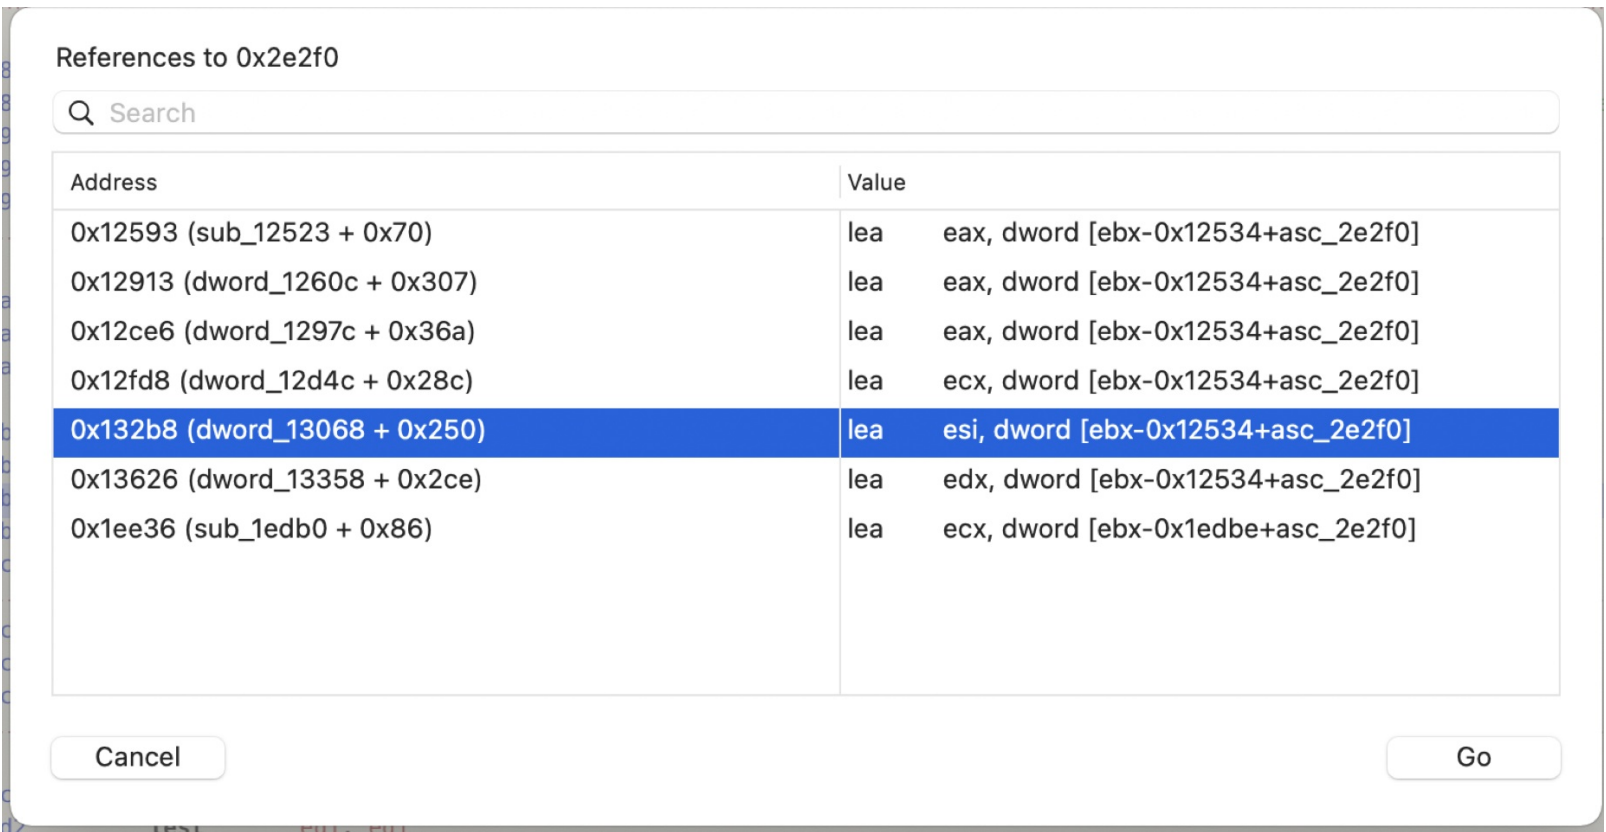 References to 0x2e2f0
Search
Address Value
0x12593 (sub_12523 + 0x70) lea eax, dword [ebx-0x12534+asc_2e2f0]
0x12913 (dword_1260c + 0x307) lea eax, dword [ebx-0x12534+asc_2e2f0]
0x12ce6 (dword_1297c + 0x36a) lea eax, dword [ebx-0x12534+asc_2e2f0]
0x12fd8 (dword_12d4c + 0x28c) lea ecx, dword [ebx-0x12534+asc_2e2f0]
0x132b8 (dword_13068 + 0x250) lea esi, dword [ebx-0x12534+asc_2e2f0]
0x13626 (dword_13358 + 0x2ce) lea edx, dword [ebx-0x12534+asc_2e2f0]
0x1ee36 (sub_1edb0 + 0x86) lea ecx, dword [ebx-0x1edbe+asc_2e2f0]
Cancel Go